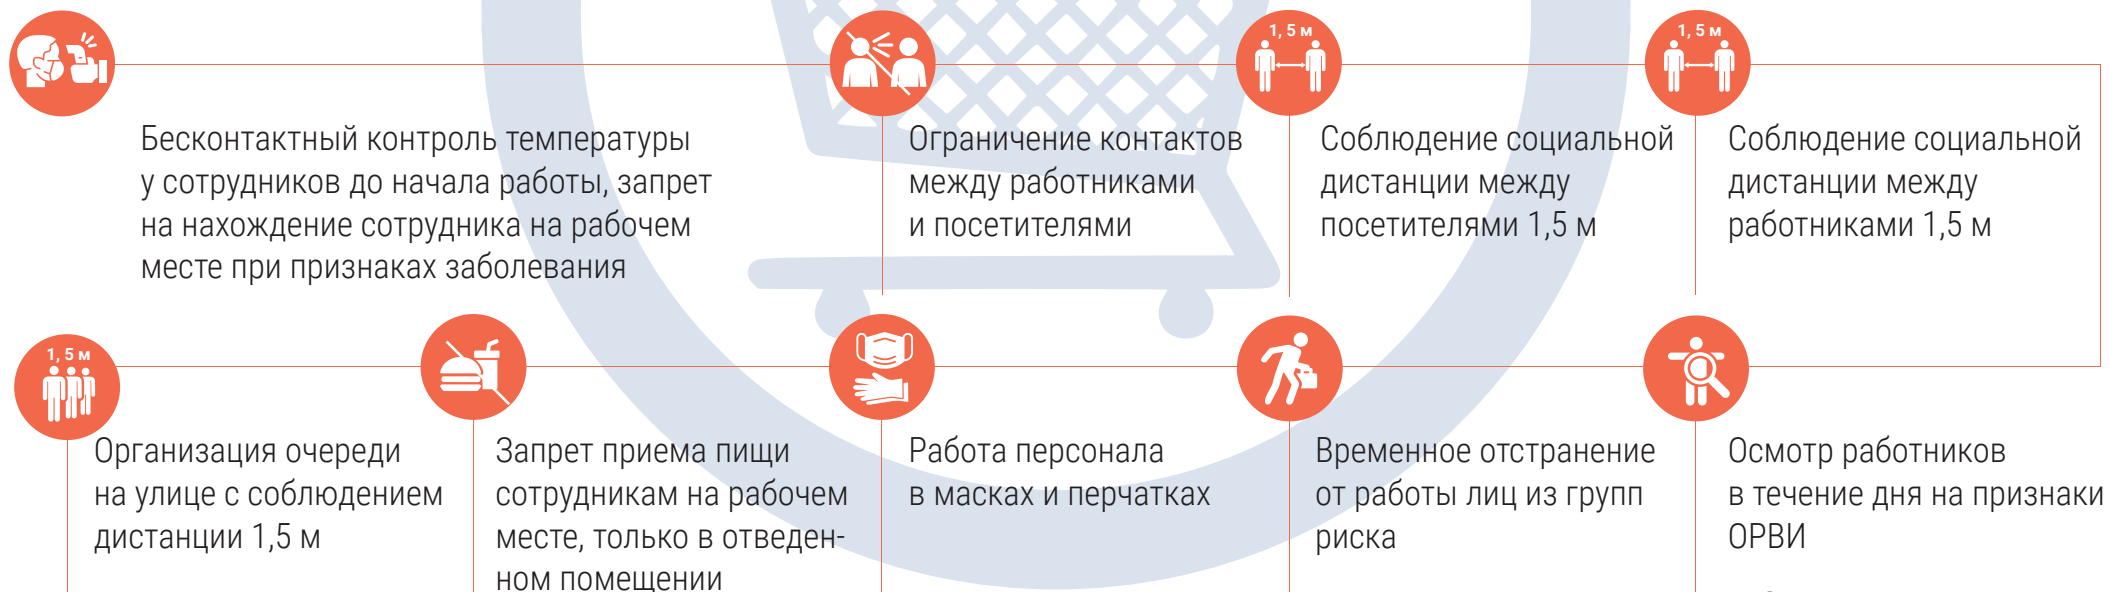 1, 5 м
1, 5 м
Бесконтактный контроль температуры
у сотрудников до начала работы, запрет
на нахождение сотрудника на рабочем
месте при признаках заболевания
Ограничение контактов
между работниками
и посетителями
Соблюдение социальной
дистанции между
посетителями 1,5 м
Соблюдение социальной
дистанции между
работниками 1,5 м
1, 5 м
Организация очереди
на улице с соблюдением
дистанции 1,5 м
Запрет приема пищи
сотрудникам на рабочем
месте, только в отведен-
ном помещении
Работа персонала
в масках и перчатках
Временное отстранение
от работы лиц из групп
риска
Осмотр работников
в течение дня на признаки
ОРВИ